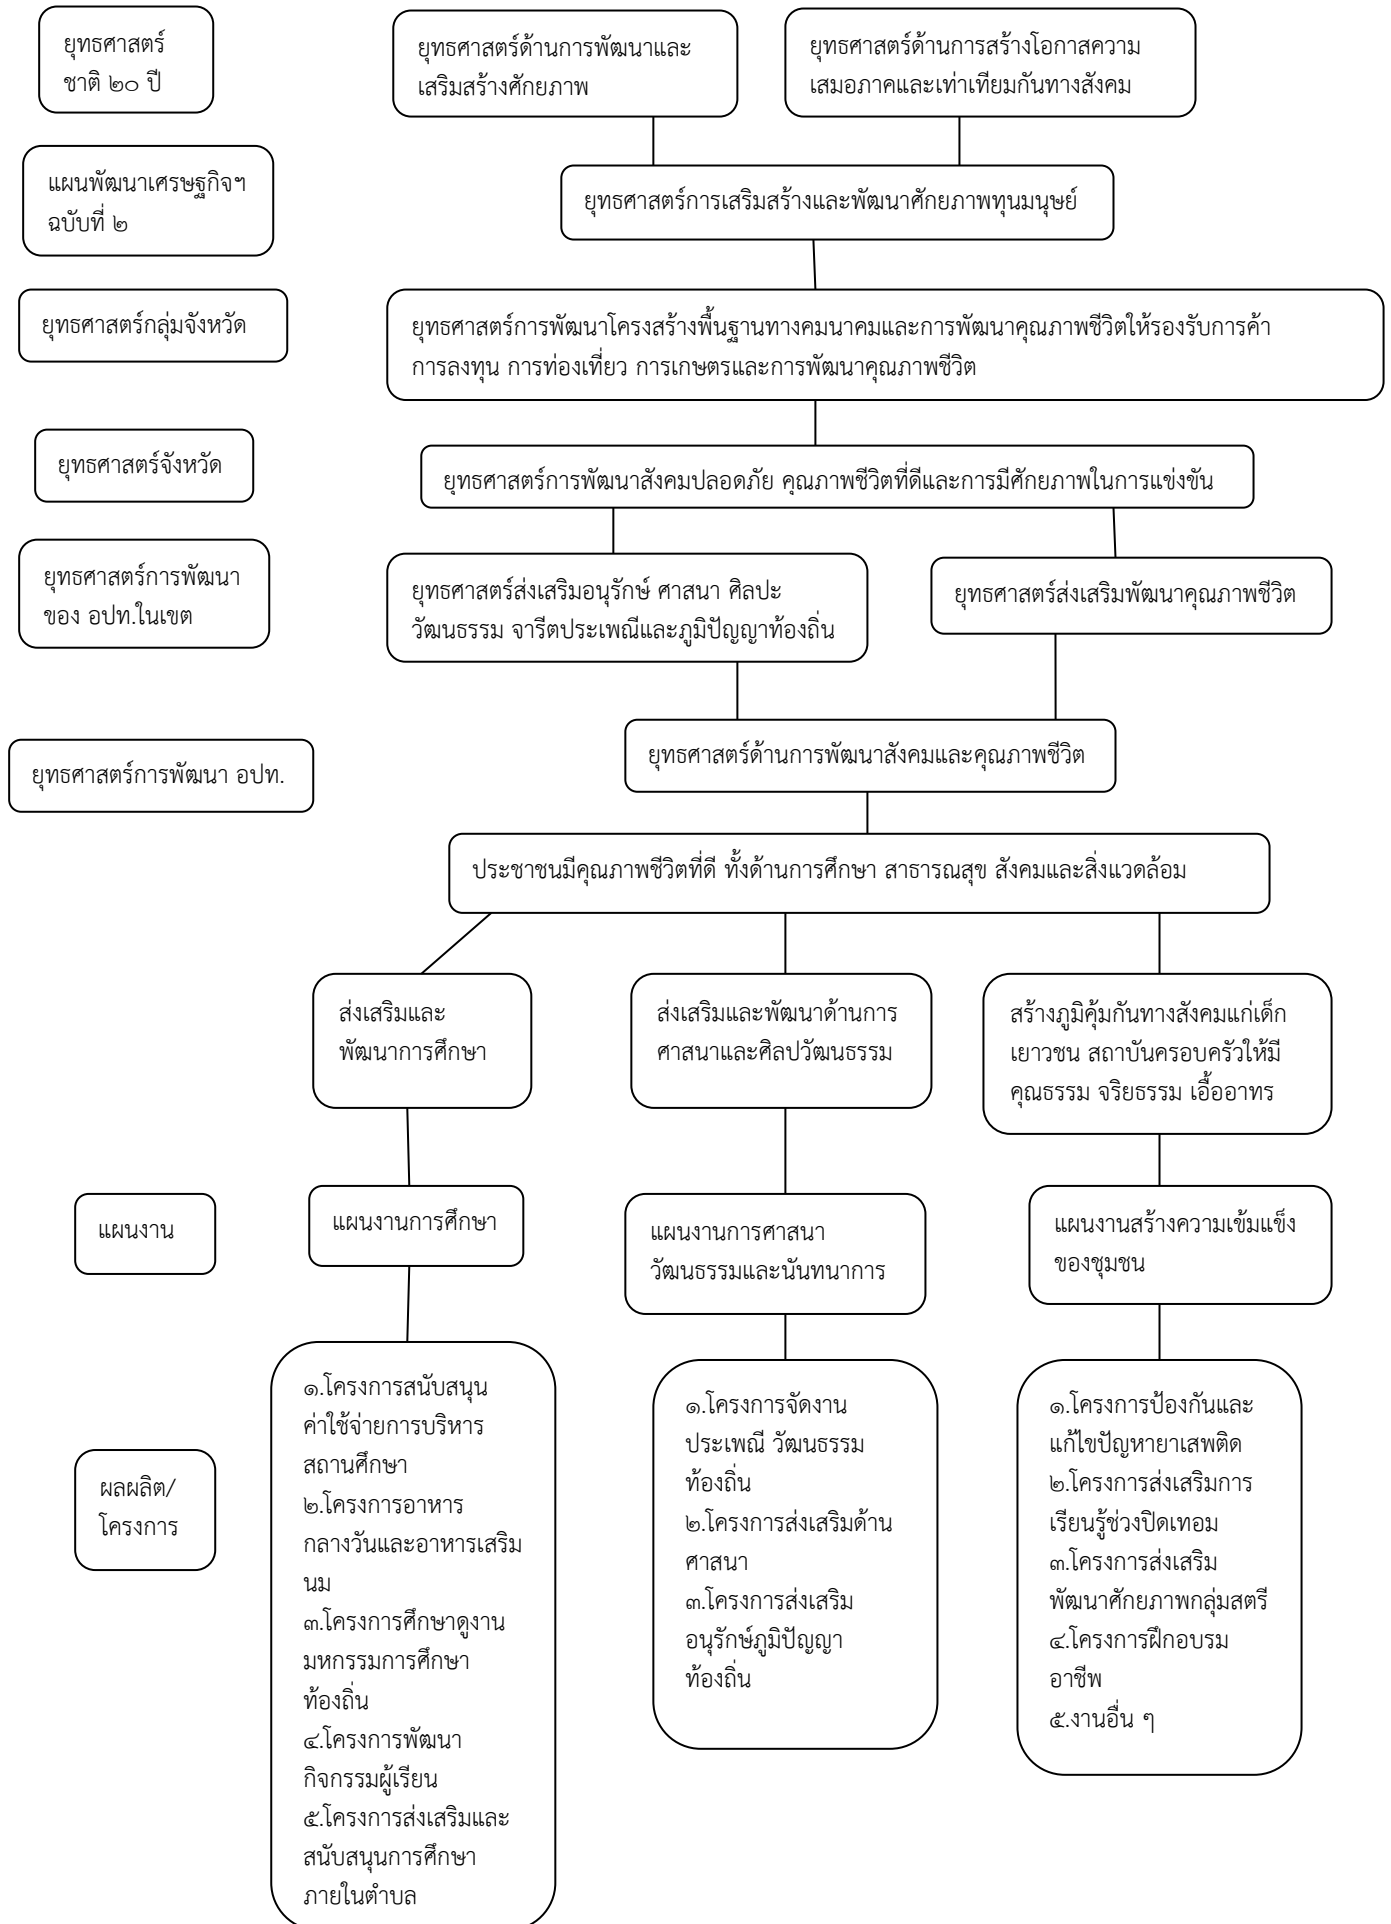 ยุทธศาสตร์
ชาติ ๒๐ ปี
ยุทธศาสตร์ด้านการพัฒนาและ
เสริมสร้างศักยภาพ
ยุทธศาสตร์ด้านการสร้างโอกาสความ
เสมอภาคและเท่าเทียมกันทางสังคม
แผนพัฒนาเศรษฐกิจฯ
ฉบับที่ ๒
ยุทธศาสตร์การเสริมสร้างและพัฒนาศักยภาพทุนมนุษย์
ยุทธศาสตร์กลุ่มจังหวัด
ยุทธศาสตร์การพัฒนาโครงสร้างพื้นฐานทางคมนาคมและการพัฒนาคุณภาพชีวิตให้รองรับการค้า
การลงทุน การท่องเที่ยว การเกษตรและการพัฒนาคุณภาพชีวิต
ยุทธศาสตร์จังหวัด
ยุทธศาสตร์การพัฒนาสังคมปลอดภัย คุณภาพชีวิตที่ดีและการมีศักยภาพในการแข่งขัน
ยุทธศาสตร์การพัฒนา
ของ อปท.ในเขต
ยุทธศาสตร์ส่งเสริมอนุรักษ์ ศาสนา ศิลปะ
วัฒนธรรม จารีตประเพณีและภูมิปัญญาท้องถิ่น
ยุทธศาสตร์ส่งเสริมพัฒนาคุณภาพชีวิต
ยุทธศาสตร์การพัฒนา อปท.
ยุทธศาสตร์ด้านการพัฒนาสังคมและคุณภาพชีวิต
ประชาชนมีคุณภาพชีวิตที่ดี ทั้งด้านการศึกษา สาธารณสุข สังคมและสิ่งแวดล้อม
ส่งเสริมและ
พัฒนาการศึกษา
ส่งเสริมและพัฒนาด้านการ
ศาสนาและศิลปวัฒนธรรม
สร้างภูมิคุ้มกันทางสังคมแก่เด็ก
เยาวชน สถาบันครอบครัวให้มี
คุณธรรม จริยธรรม เอื้ออาทร
แผนงาน
แผนงานการศึกษา
แผนงานการศาสนา
วัฒนธรรมและนันทนาการ
แผนงานสร้างความเข้มแข็ง
ของชุมชน
ผลผลิต/
โครงการ
๑.โครงการสนับสนุน
ค่าใช้จ่ายการบริหาร
สถานศึกษา
๒.โครงการอาหาร
กลางวันและอาหารเสริม
นม
๓.โครงการศึกษาดูงาน
มหกรรมการศึกษา
ท้องถิ่น
๔.โครงการพัฒนา
กิจกรรมผู้เรียน
๕.โครงการส่งเสริมและ
สนับสนุนการศึกษา
ภายในตำบล
๑.โครงการจัดงาน
ประเพณี วัฒนธรรม
ท้องถิ่น
๒.โครงการส่งเสริมด้าน
ศาสนา
๓.โครงการส่งเสริม
อนุรักษ์ภูมิปัญญา
ท้องถิ่น
๑.โครงการป้องกันและ
แก้ไขปัญหายาเสพติด
๒.โครงการส่งเสริมการ
เรียนรู้ช่วงปิดเทอม
๓.โครงการส่งเสริม
พัฒนาศักยภาพกลุ่มสตรี
๔.โครงการฝึกอบรม
อาชีพ
๕.งานอื่น ๆ